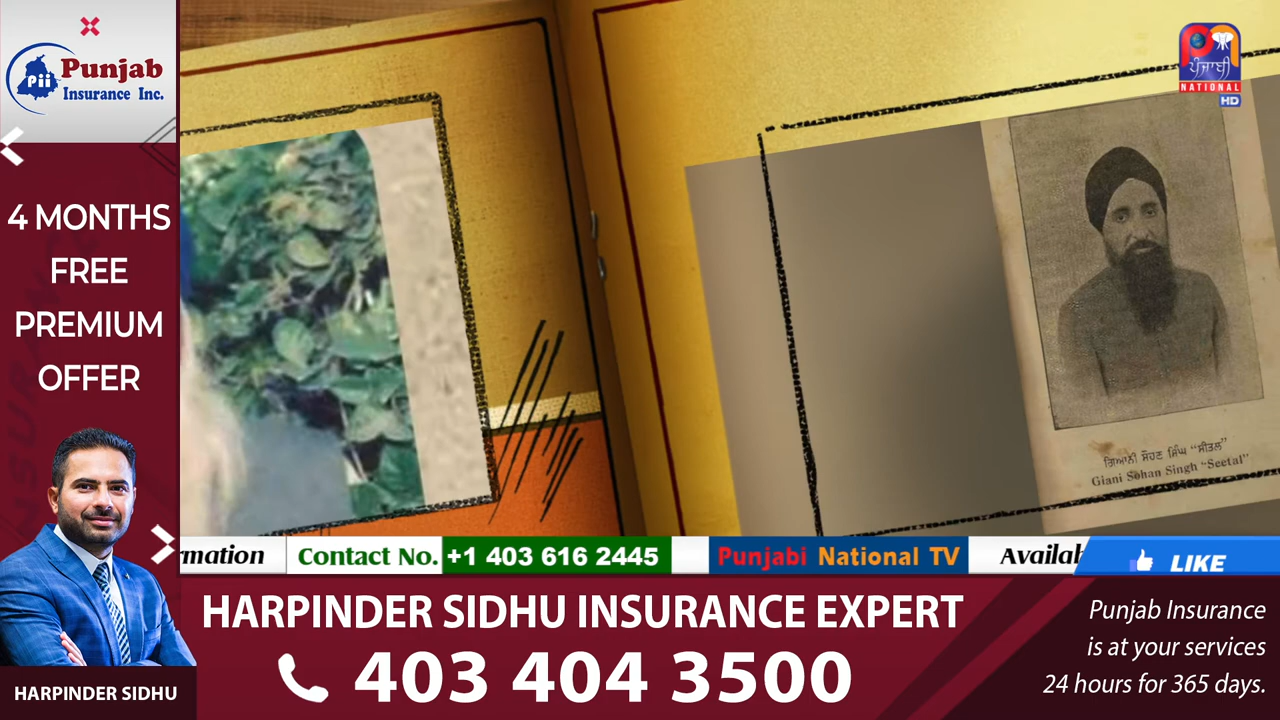 Pii Punjab
Insurance Inc.
4 MONTHS
FREE
PREMIUM
OFFER
HARPINDER SIDHU
ਪੰਜਾਬੀ
NATIONAL
HD
ਗਿਆਨੀ ਸੋਹਣ ਸਿੰਘ “ਸੀਤਲ”
Giani Sohan Singh “Seetal”
rmation Contact No. +1 403 616 2445 Punjabi National TV Availab LIKE
HARPINDER SIDHU INSURANCE EXPERT
403 404 3500
Punjab Insurance
is at your services
24 hours for 365 days.